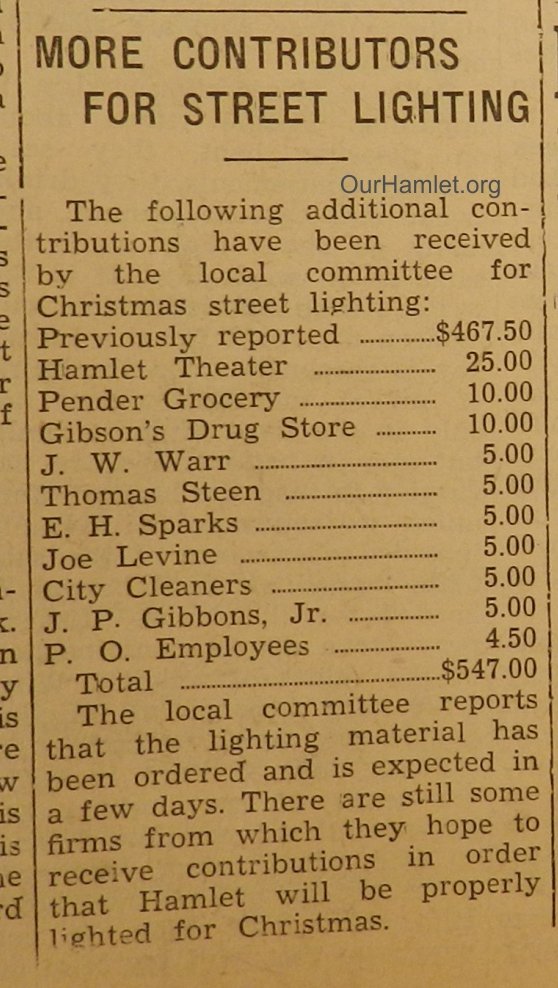 MORE CONTRIBUTORS
FOR STREET LIGHTING
OurHamlet.org
The following additional con-
tributions have been received
by the local committee for
Christmas street lighting:
Previously reported ...............$467.50
Hamlet Theater ......................... 25.00
Pender Grocery ........................... 10.00
Gibson's Drug Store ............ 10.00
J. W. Warr .................................... 5.00
Thomas Steen .............................. 5.00
E. H. Sparks .................................... 5.00
Joe Levine ....................................... 5.00
City Cleaners ................................. 5.00
J. P. Gibbons, Jr. .................. 5.00
P. O. Employees ..................... 4.50
Total ....................................................$547.00
The local committee reports
that the lighting material has
been ordered and is expected in
a few days. There are still some
firms from which they hope to
receive contributions in order
that Hamlet will be properly
lighted for Christmas.